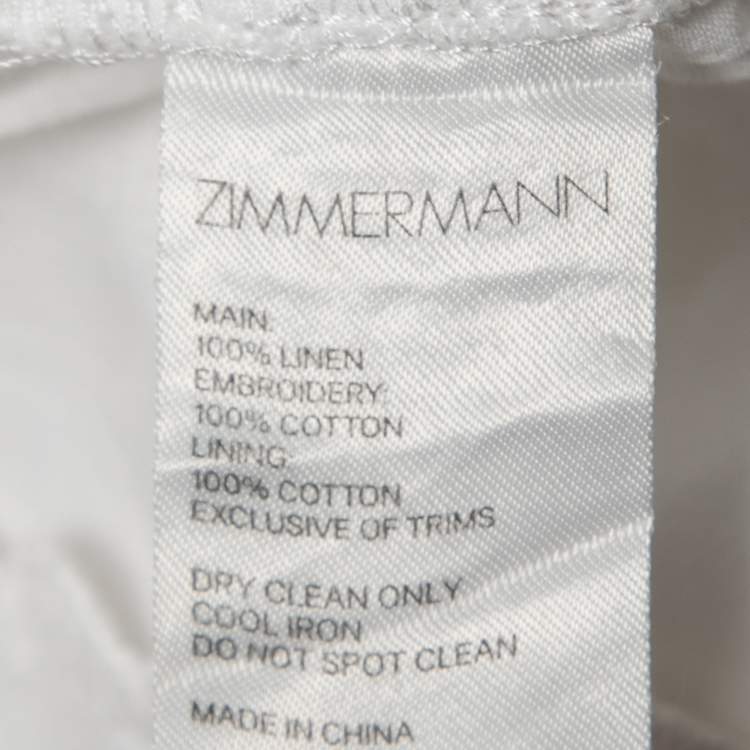 ZIMMERMANN
MAIN:
100% LINEN
EMBROIDERY:
100% COTTON
LINING:
100% COTTON
EXCLUSIVE OF TRIMS
DRY CLEAN ONLY
COOL IRON
DO NOT SPOT CLEAN
MADE IN CHINA